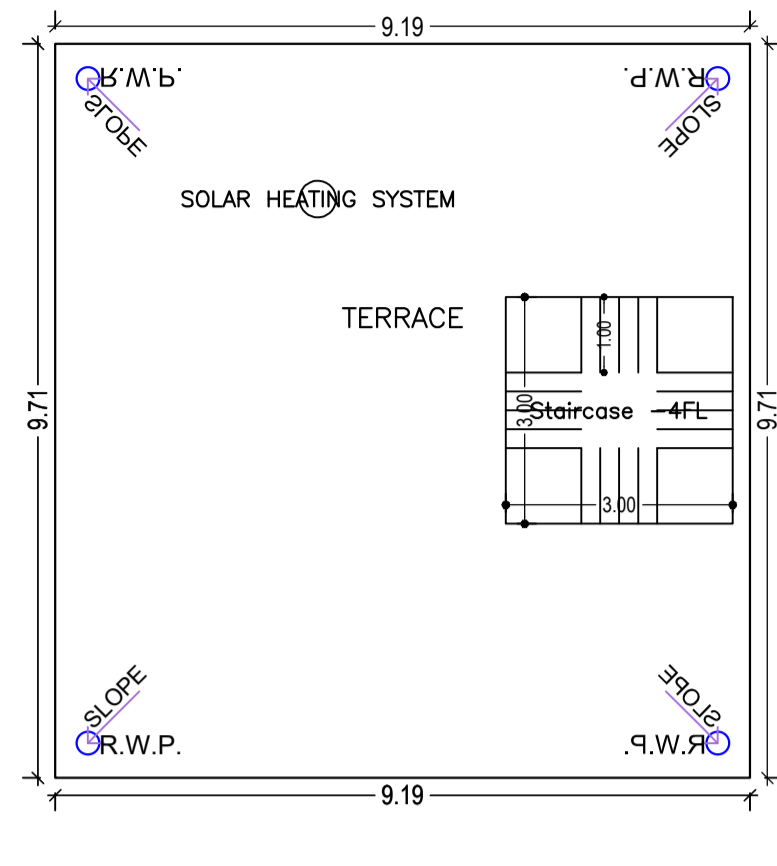 9.19
R.W.P. R.W.P.
SLOPE SLOPE
SOLAR HEATING SYSTEM
TERRACE
1.00
9.71 3.00 Staircase -4FL 9.71
3.00
SLOPE SLOPE
R.W.P. R.W.P.
9.19